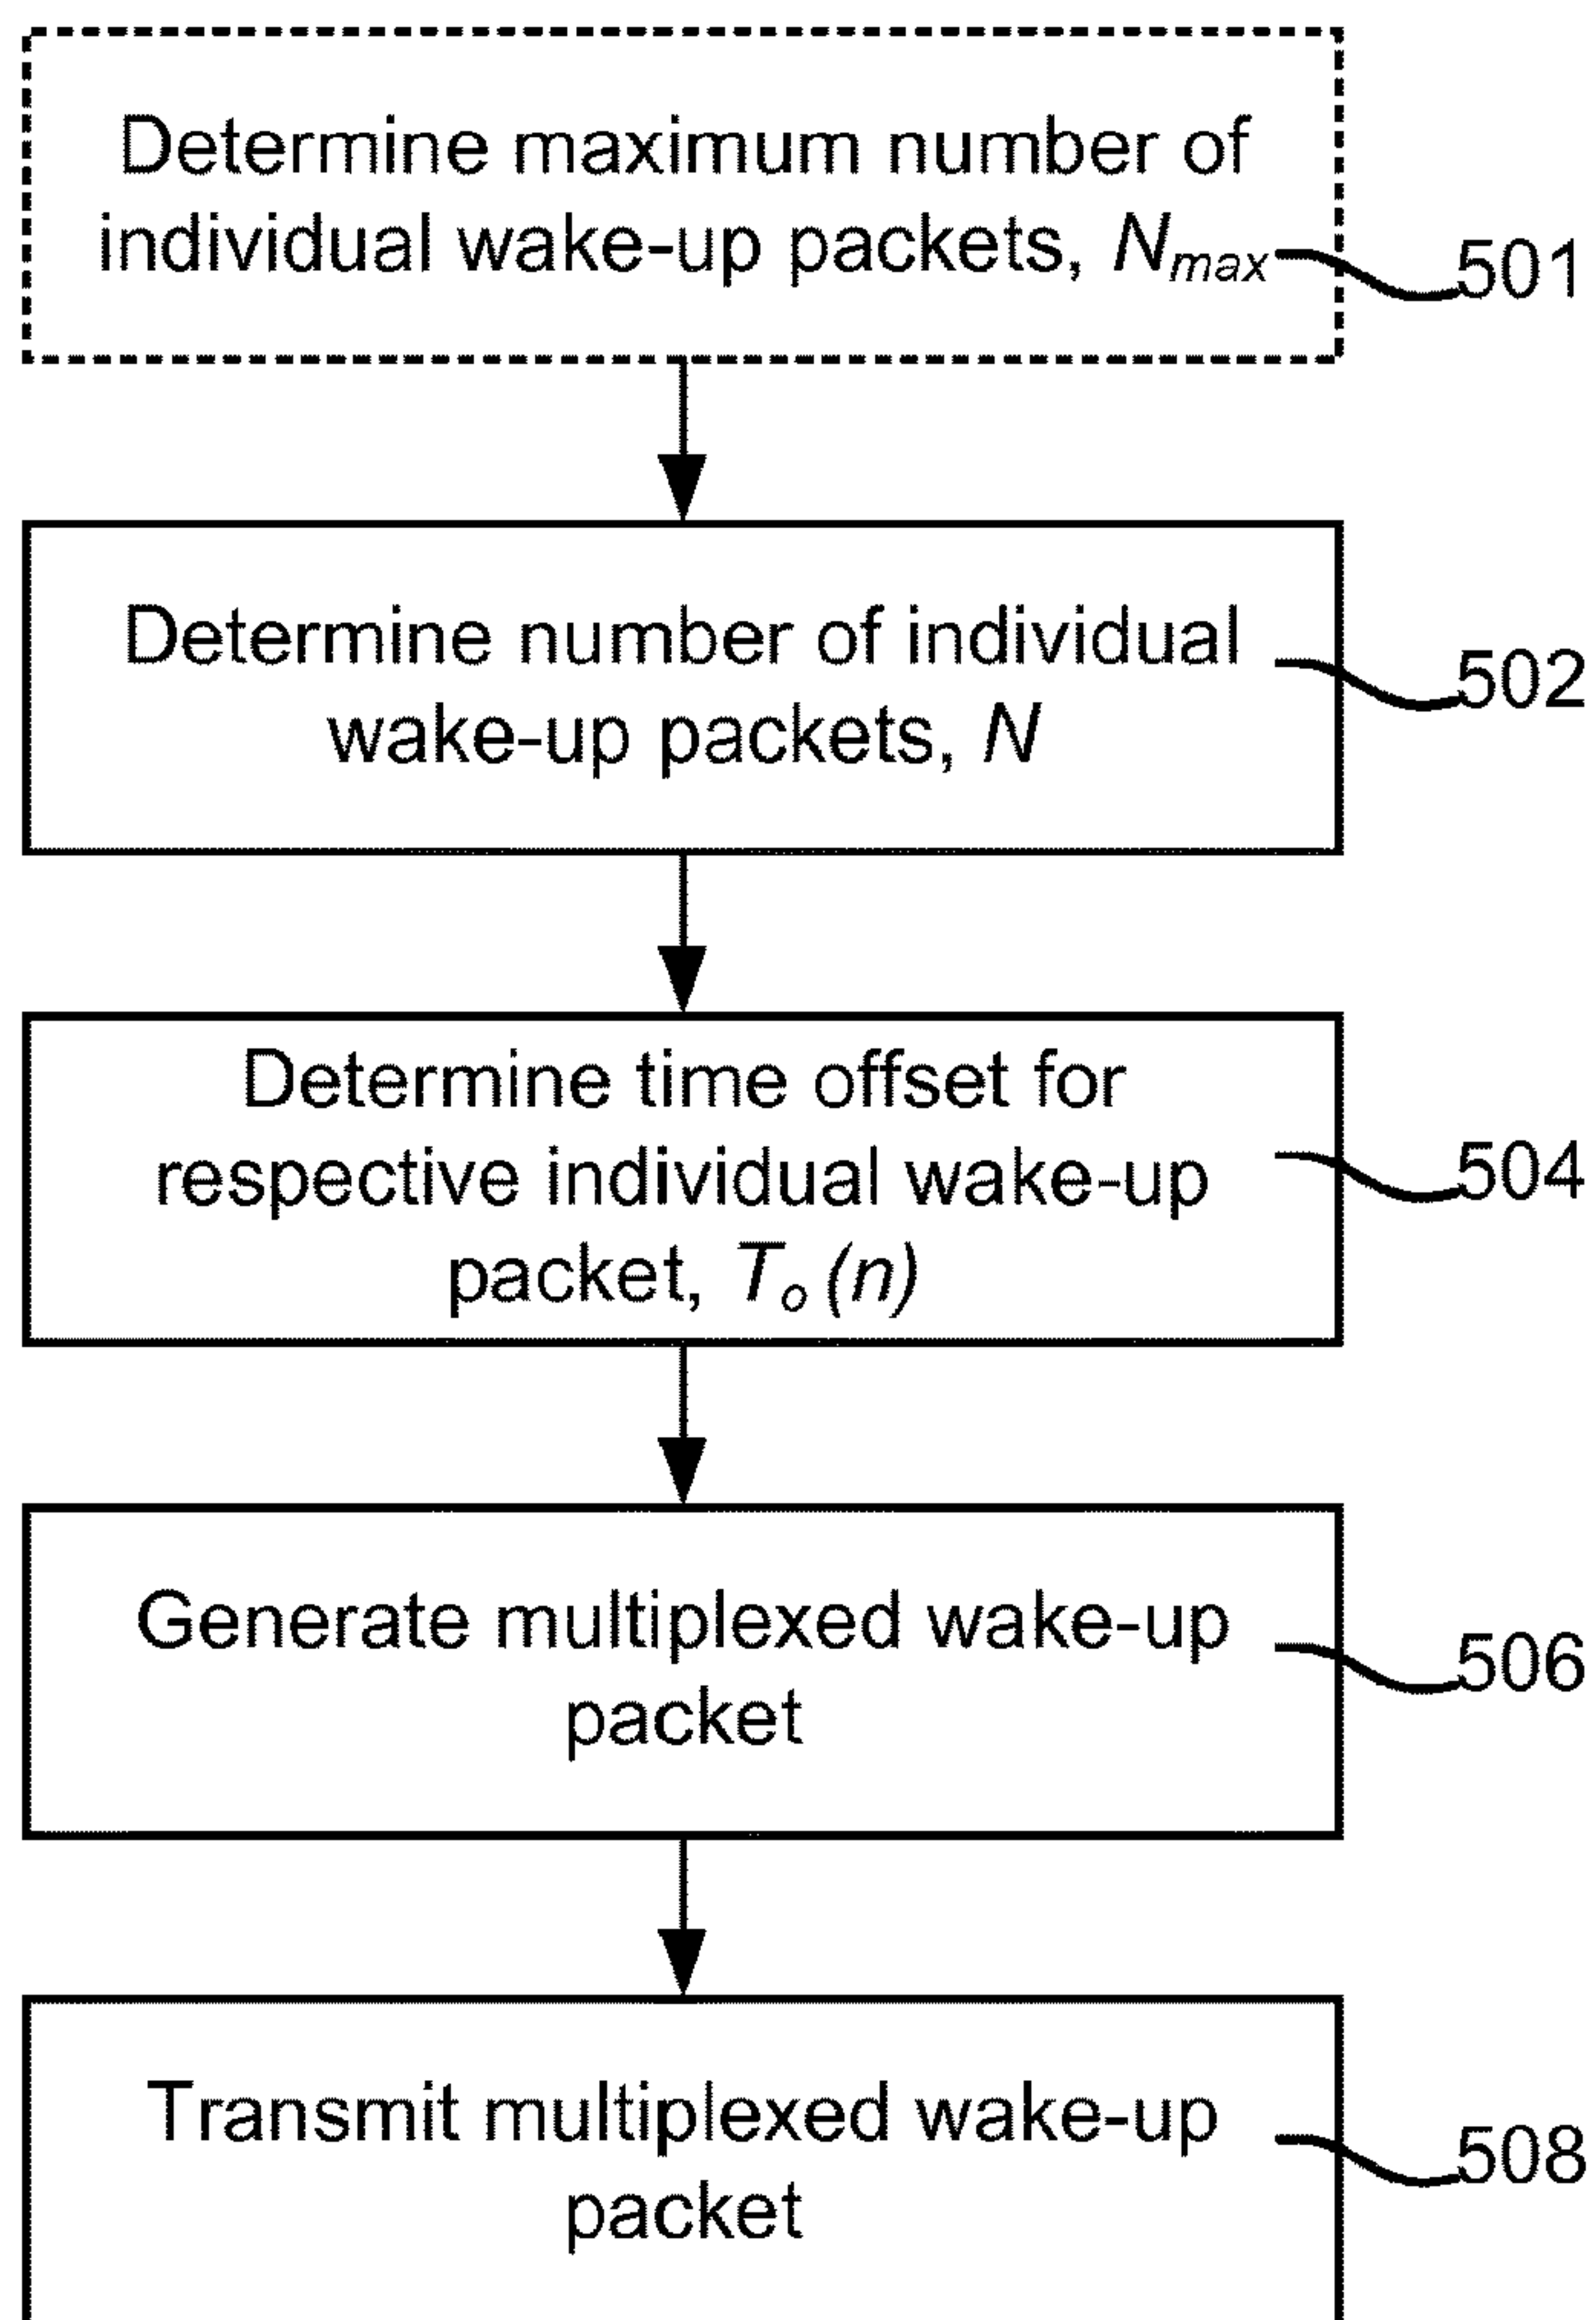 Determine maximum number of
individual wake-up packets, Nmax
501
Determine number of individual
wake-up packets, N
502
Determine time offset for
respective individual wake-up
packet, To (n)
504
Generate multiplexed wake-up
packet
506
Transmit multiplexed wake-up
packet
508